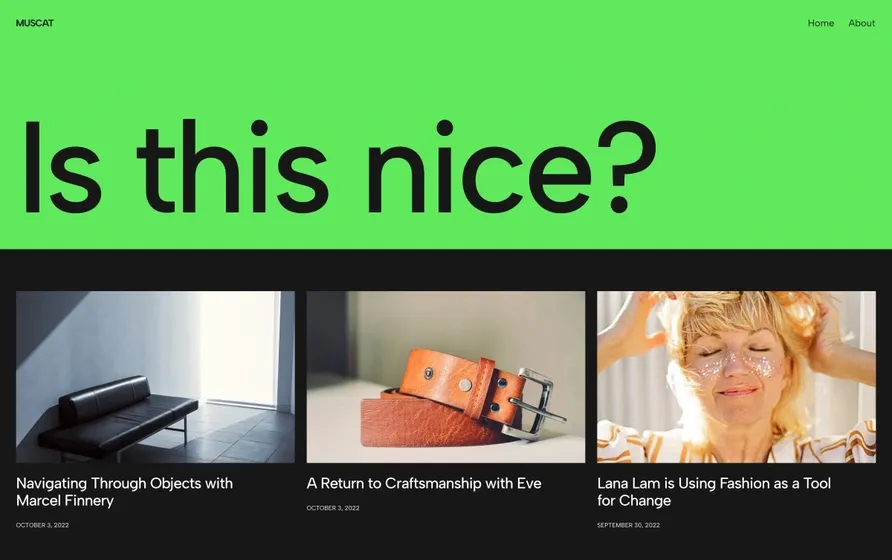 MUSCAT
Home
About
Is this nice?
Navigating Through Objects with
Marcel Finnery
OCTOBER 3, 2022
A Return to Craftsmanship with Eve
OCTOBER 3, 2022
Lana Lam is Using Fashion as a Tool
for Change
SEPTEMBER 30, 2022